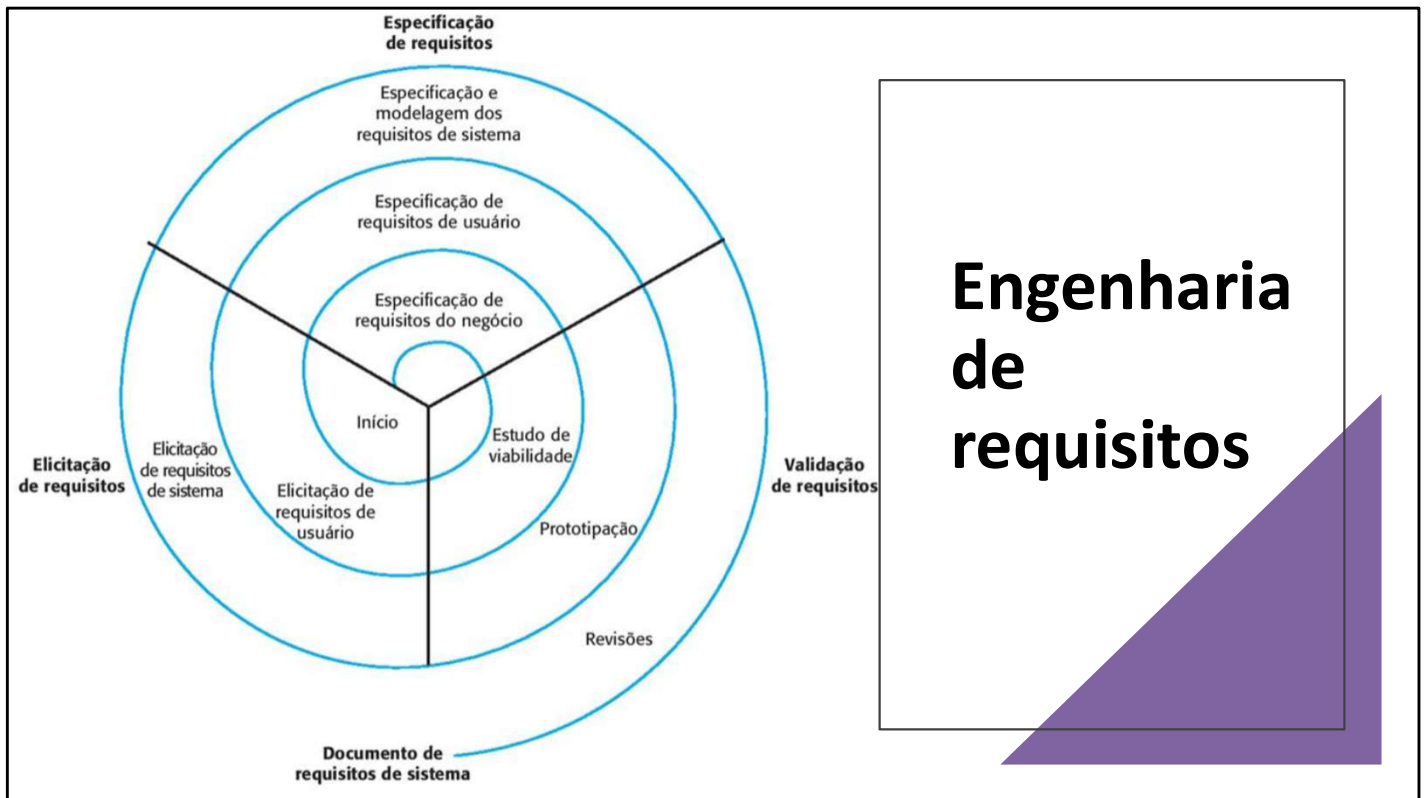 Especificação
de requisitos
Especificação e
modelagem dos
requisitos de sistema
Especificação de
requisitos de usuário
Especificação de
requisitos do negócio
Início
Estudo de
viabilidade
Elicitação
de requisitos
Elicitação
de requisitos
de sistema
Elicitação de
requisitos de
usuário
Prototipação
Validação
de requisitos
Revisões
Documento de
requisitos de sistema
Engenharia
de
requisitos